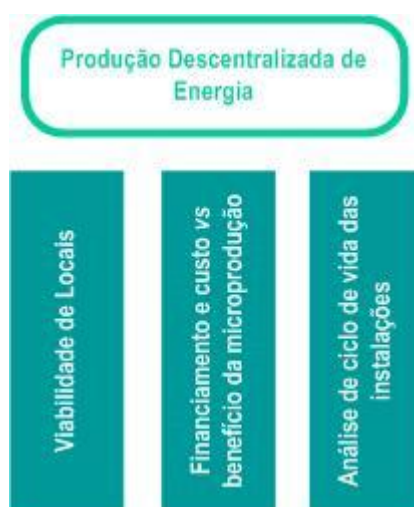 Produção Descentralizada de
Energia
Viabilidade de Locais
Financiamento e custo vs
benefício da microprodução
Análise de ciclo de vida das
instalações